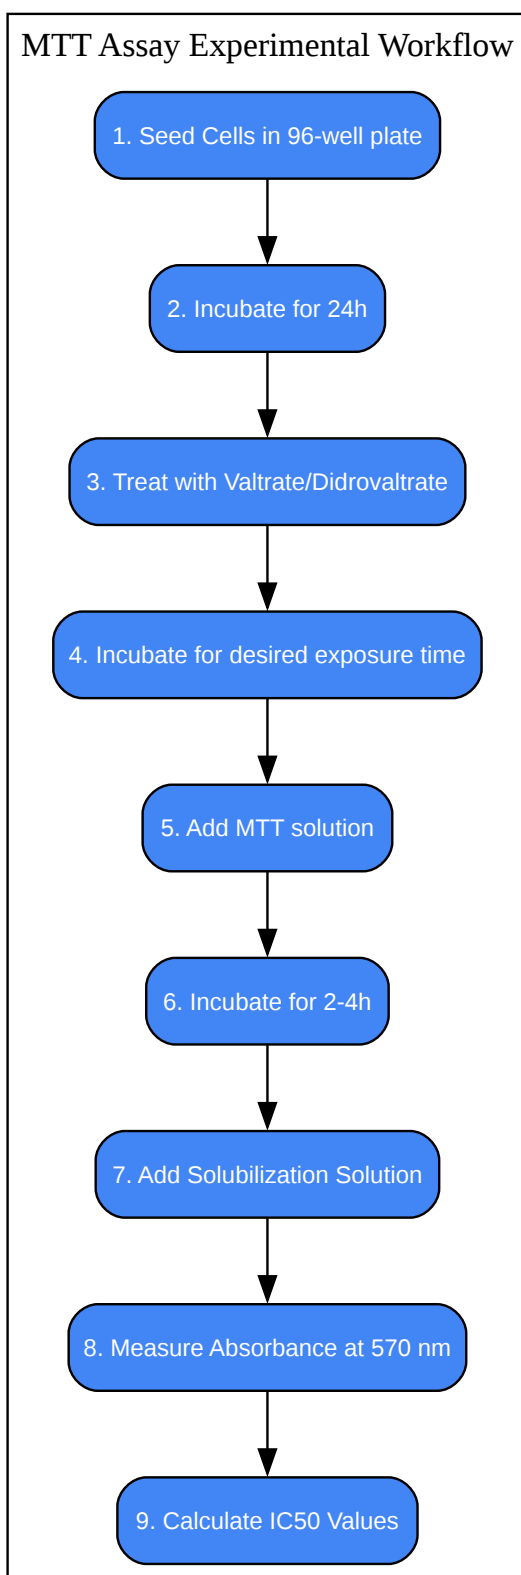 MTT Assay Experimental Workflow
1. Seed Cells in 96-well plate
2. Incubate for 24h
3. Treat with Valtrate/Didrovaltrate
4. Incubate for desired exposure time
5. Add MTT solution
6. Incubate for 2-4h
7. Add Solubilization Solution
8. Measure Absorbance at 570 nm
9. Calculate IC50 Values